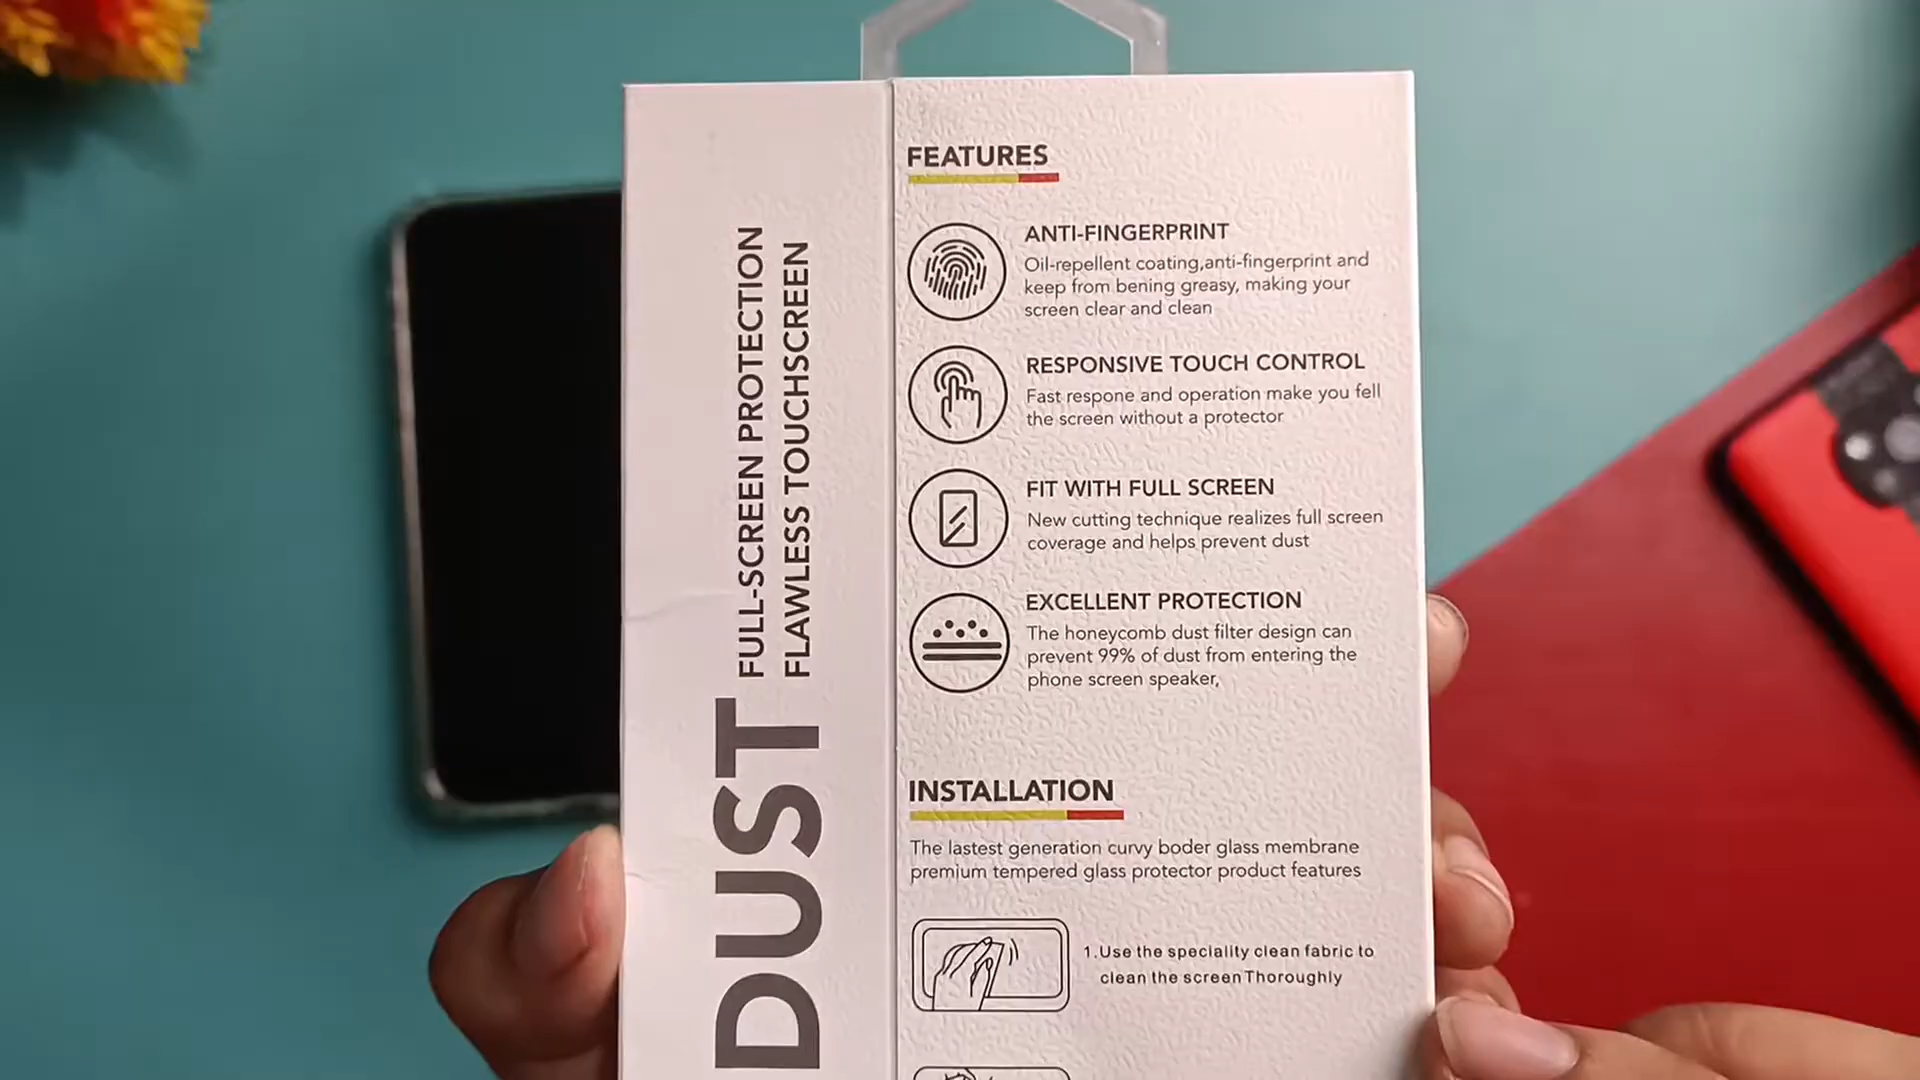 FULL-SCREEN PROTECTION
FLAWLESS TOUCHSCREEN
DUST
FEATURES
ANTI-FINGERPRINT
Oil-repellent coating,anti-fingerprint and
keep from bening greasy, making your
screen clear and clean
RESPONSIVE TOUCH CONTROL
Fast respone and operation make you fell
the screen without a protector
FIT WITH FULL SCREEN
New cutting technique realizes full screen
coverage and helps prevent dust
EXCELLENT PROTECTION
The honeycomb dust filter design can
prevent 99% of dust from entering the
phone screen speaker,
INSTALLATION
The lastest generation curvy boder glass membrane
premium tempered glass protector product features
1.Use the speciality clean fabric to
clean the screen Thoroughly